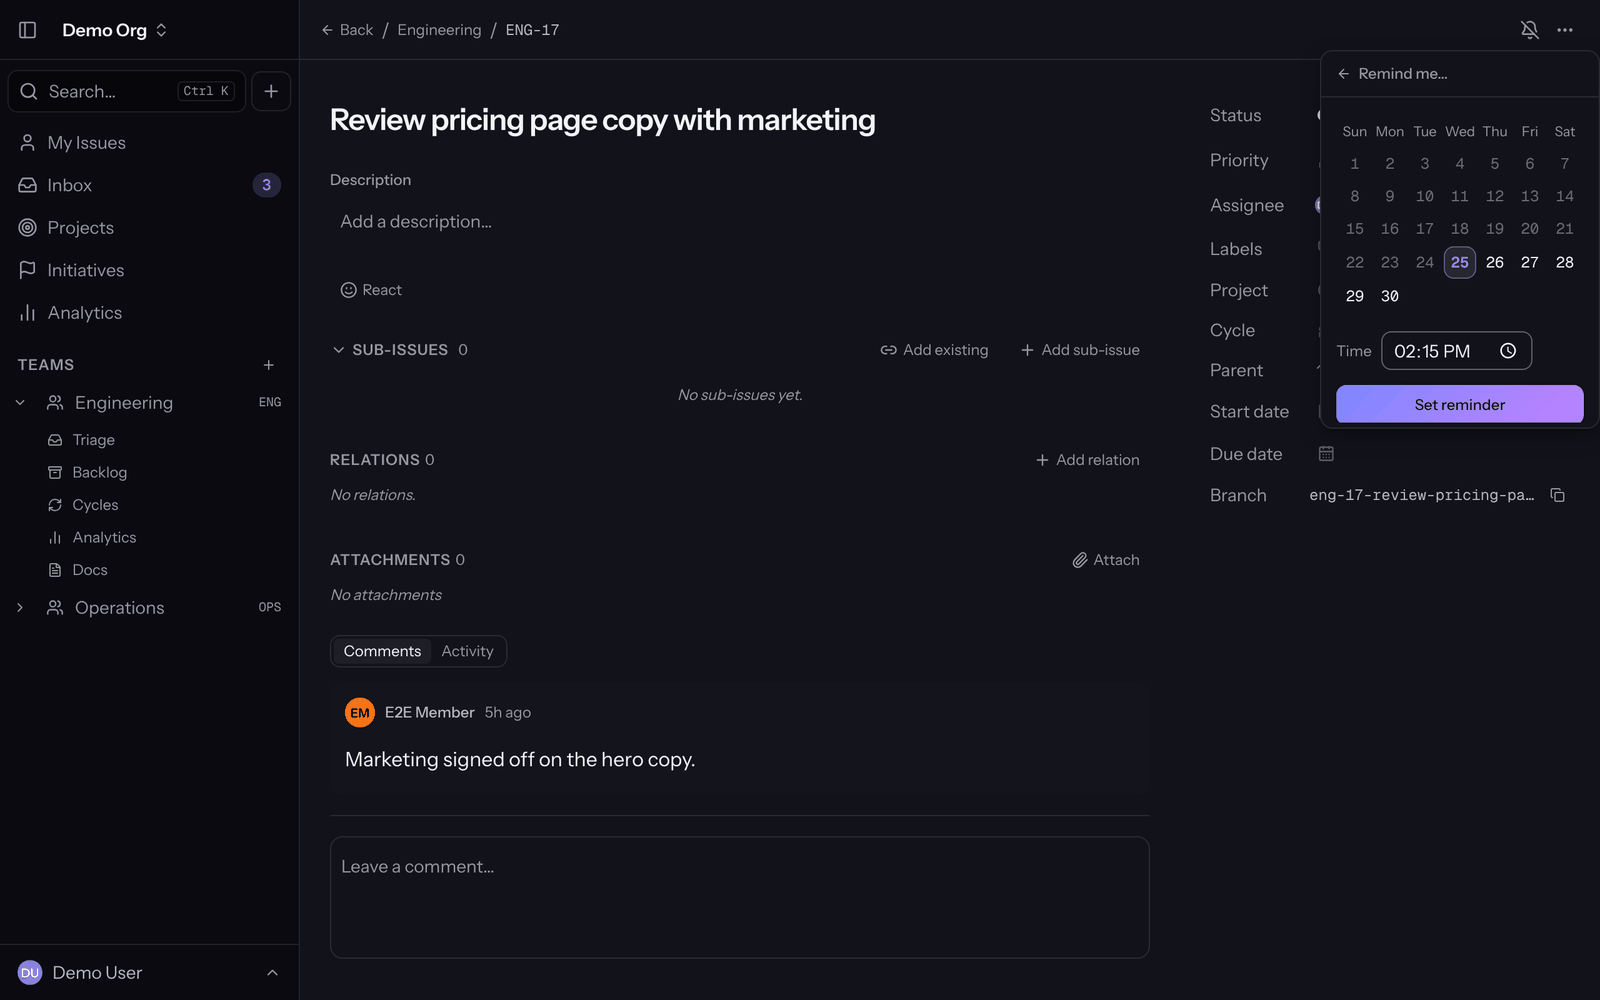 Demo Org
Search...
Ctrl K
My Issues
Inbox
3
Projects
Initiatives
Analytics
TEAMS
Engineering
ENG
Triage
Backlog
Cycles
Analytics
Docs
Operations
OPS
DU
Demo User
Back / Engineering / ENG-17
Review pricing page copy with marketing
Description
Add a description...
React
SUB-ISSUES 0
Add existing
Add sub-issue
No sub-issues yet.
RELATIONS 0
Add relation
No relations.
ATTACHMENTS 0
Attach
No attachments
Comments
Activity
EM
E2E Member 5h ago
Marketing signed off on the hero copy.
Leave a comment...
Status
Priority
Assignee
Labels
Project
Cycle
Parent
Start date
Due date
Branch
eng-17-review-pricing-pa...
Remind me...
Sun Mon Tue Wed Thu Fri Sat
1 2 3 4 5 6 7
8 9 10 11 12 13 14
15 16 17 18 19 20 21
22 23 24 25 26 27 28
29 30
Time
02:15 PM
Set reminder